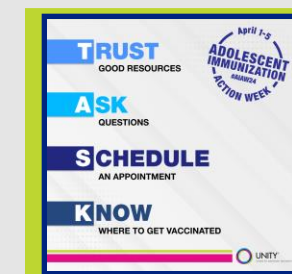 April 1-5
ADOLESCENT
IMMUNIZATION
#AIAW24
ACTION WEEK
TRUST
GOOD RESOURCES
ASK
QUESTIONS
SCHEDULE
AN APPOINTMENT
KNOW
WHERE TO GET VACCINATED
UNITY